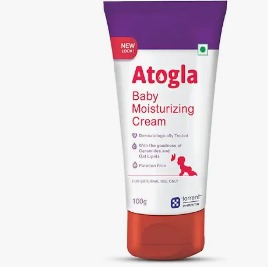 NEW
LOOK!
Atogla
Baby
Moisturizing
Cream
Dermatologically Tested
With the goodness of
Ceramides and
Oat Lipids
Paraben Free
FOR EXTERNAL USE ONLY
100g
torrent